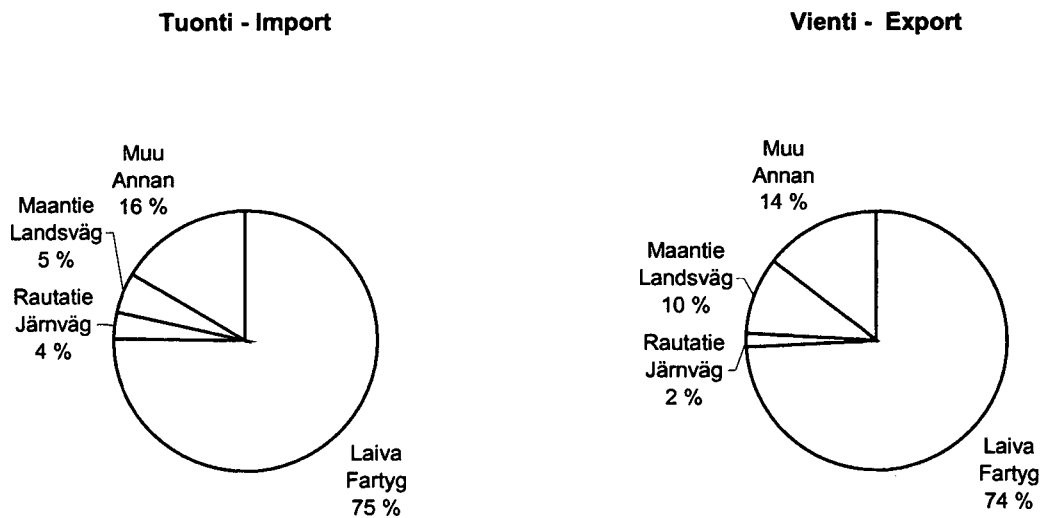 Tuonti - Import
Muu
Annan
16 %
Maantie
Landsväg
5 %
Rautatie
Järnväg
4 %
Laiva
Fartyg
75 %
Vienti - Export
Muu
Annan
14 %
Maantie
Landsväg
10 %
Rautatie
Järnväg
2 %
Laiva
Fartyg
74 %